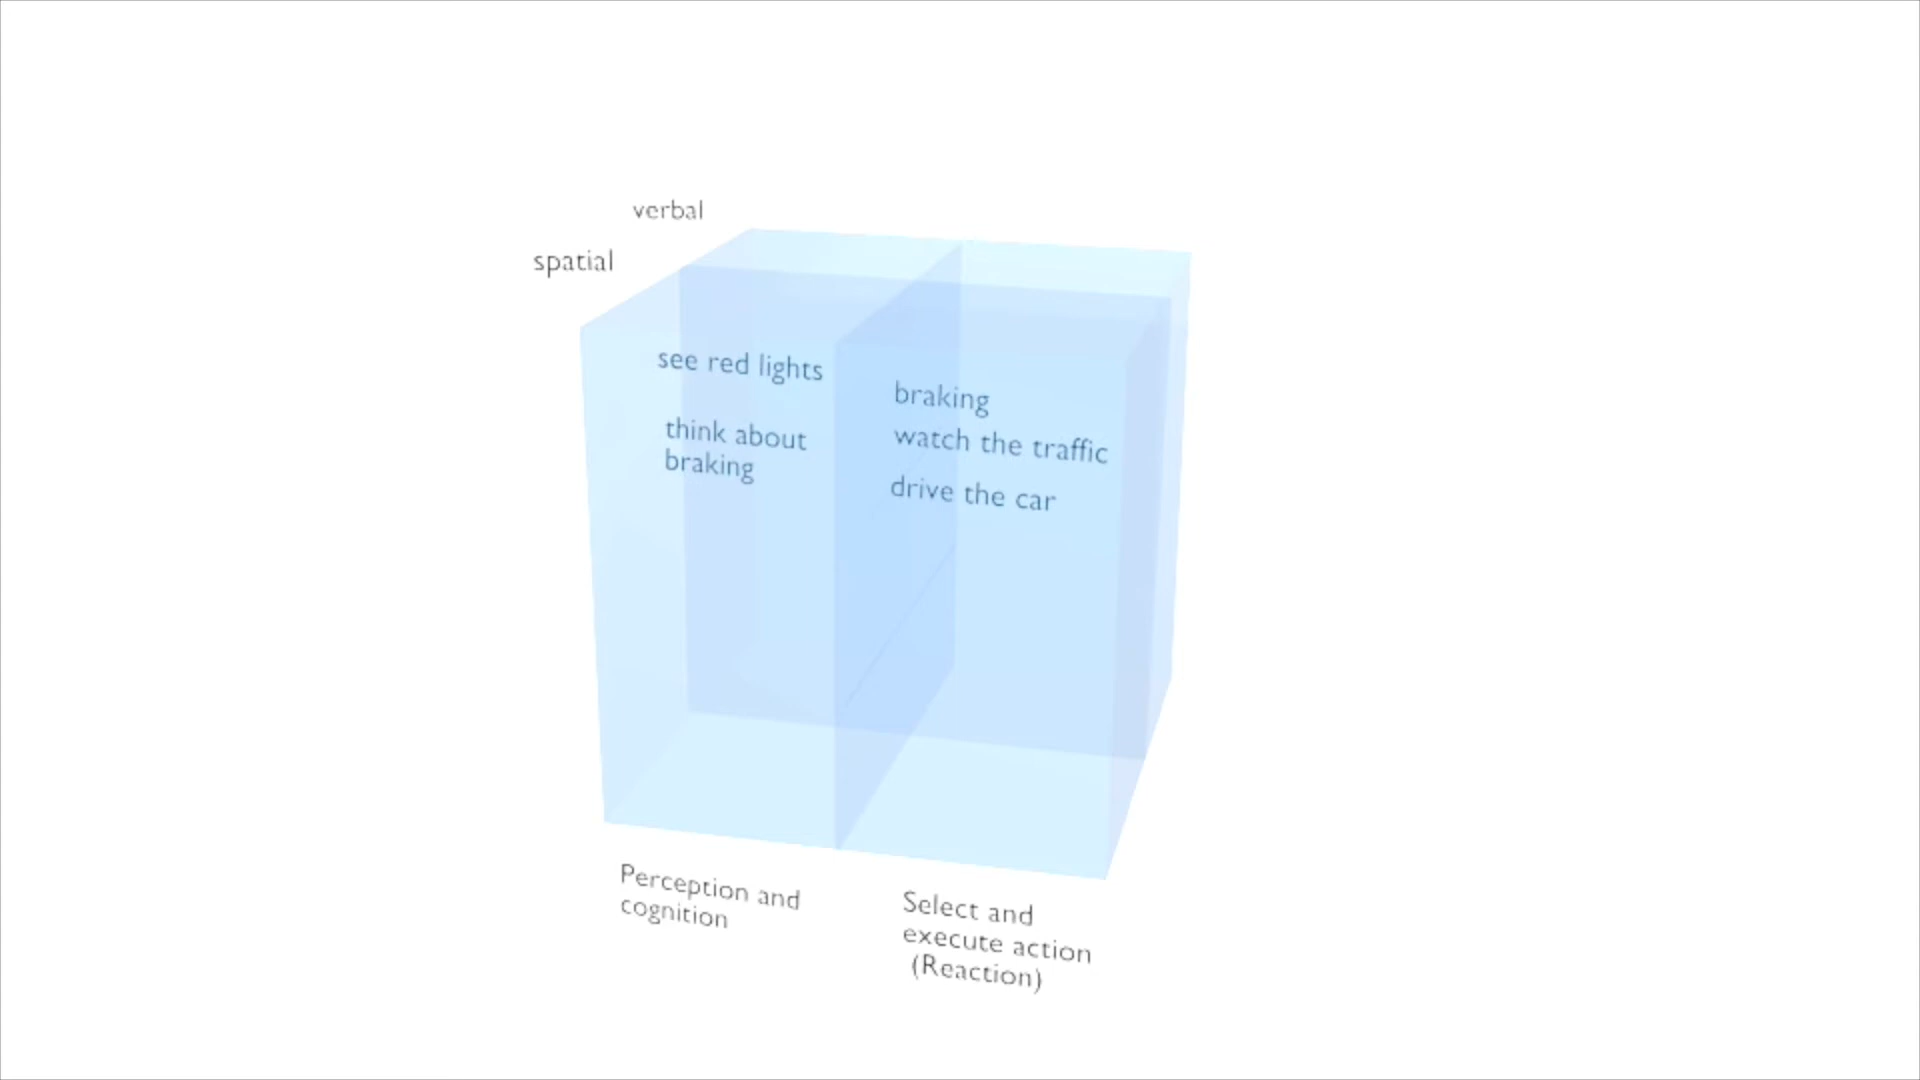 verbal
spatial
see red lights
think about
braking
braking
watch the traffic
drive the car
Perception and
cognition
Select and
execute action
(Reaction)